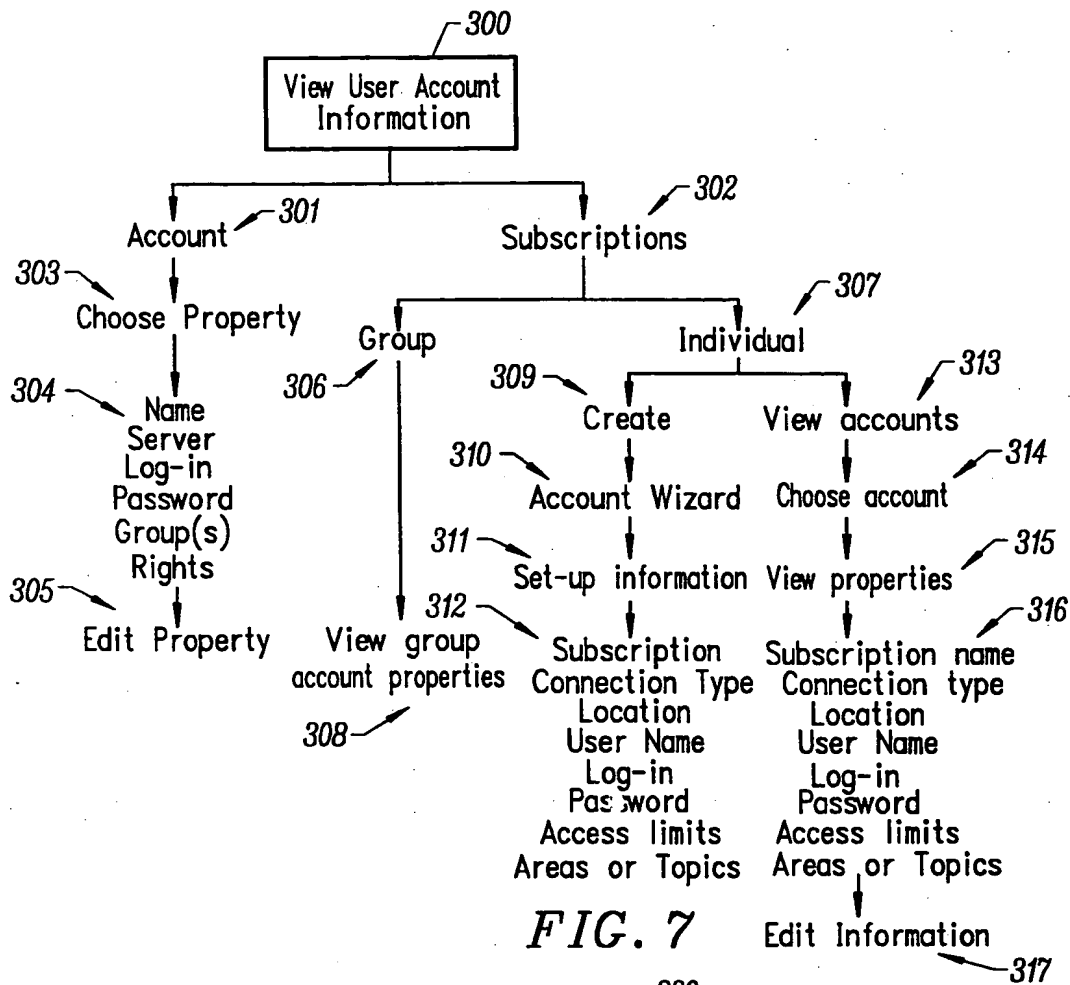 300
View User Account
Information
302
301
Account
Subscriptions
303
Choose Property
307
Group
Individual
306
309
313
304
Name
Server
Log-in
Password
Group(s)
Rights
Create
View accounts
310
314
Account Wizard
Choose account
311
315
Set-up information
View properties
305
Edit Property
312
316
View group
account properties
308
Subscription
Connection Type
Location
User Name
Log-in
Password
Access limits
Areas or Topics
Subscription name
Connection type
Location
User Name
Log-in
Password
Access limits
Areas or Topics
FIG. 7
Edit Information
317